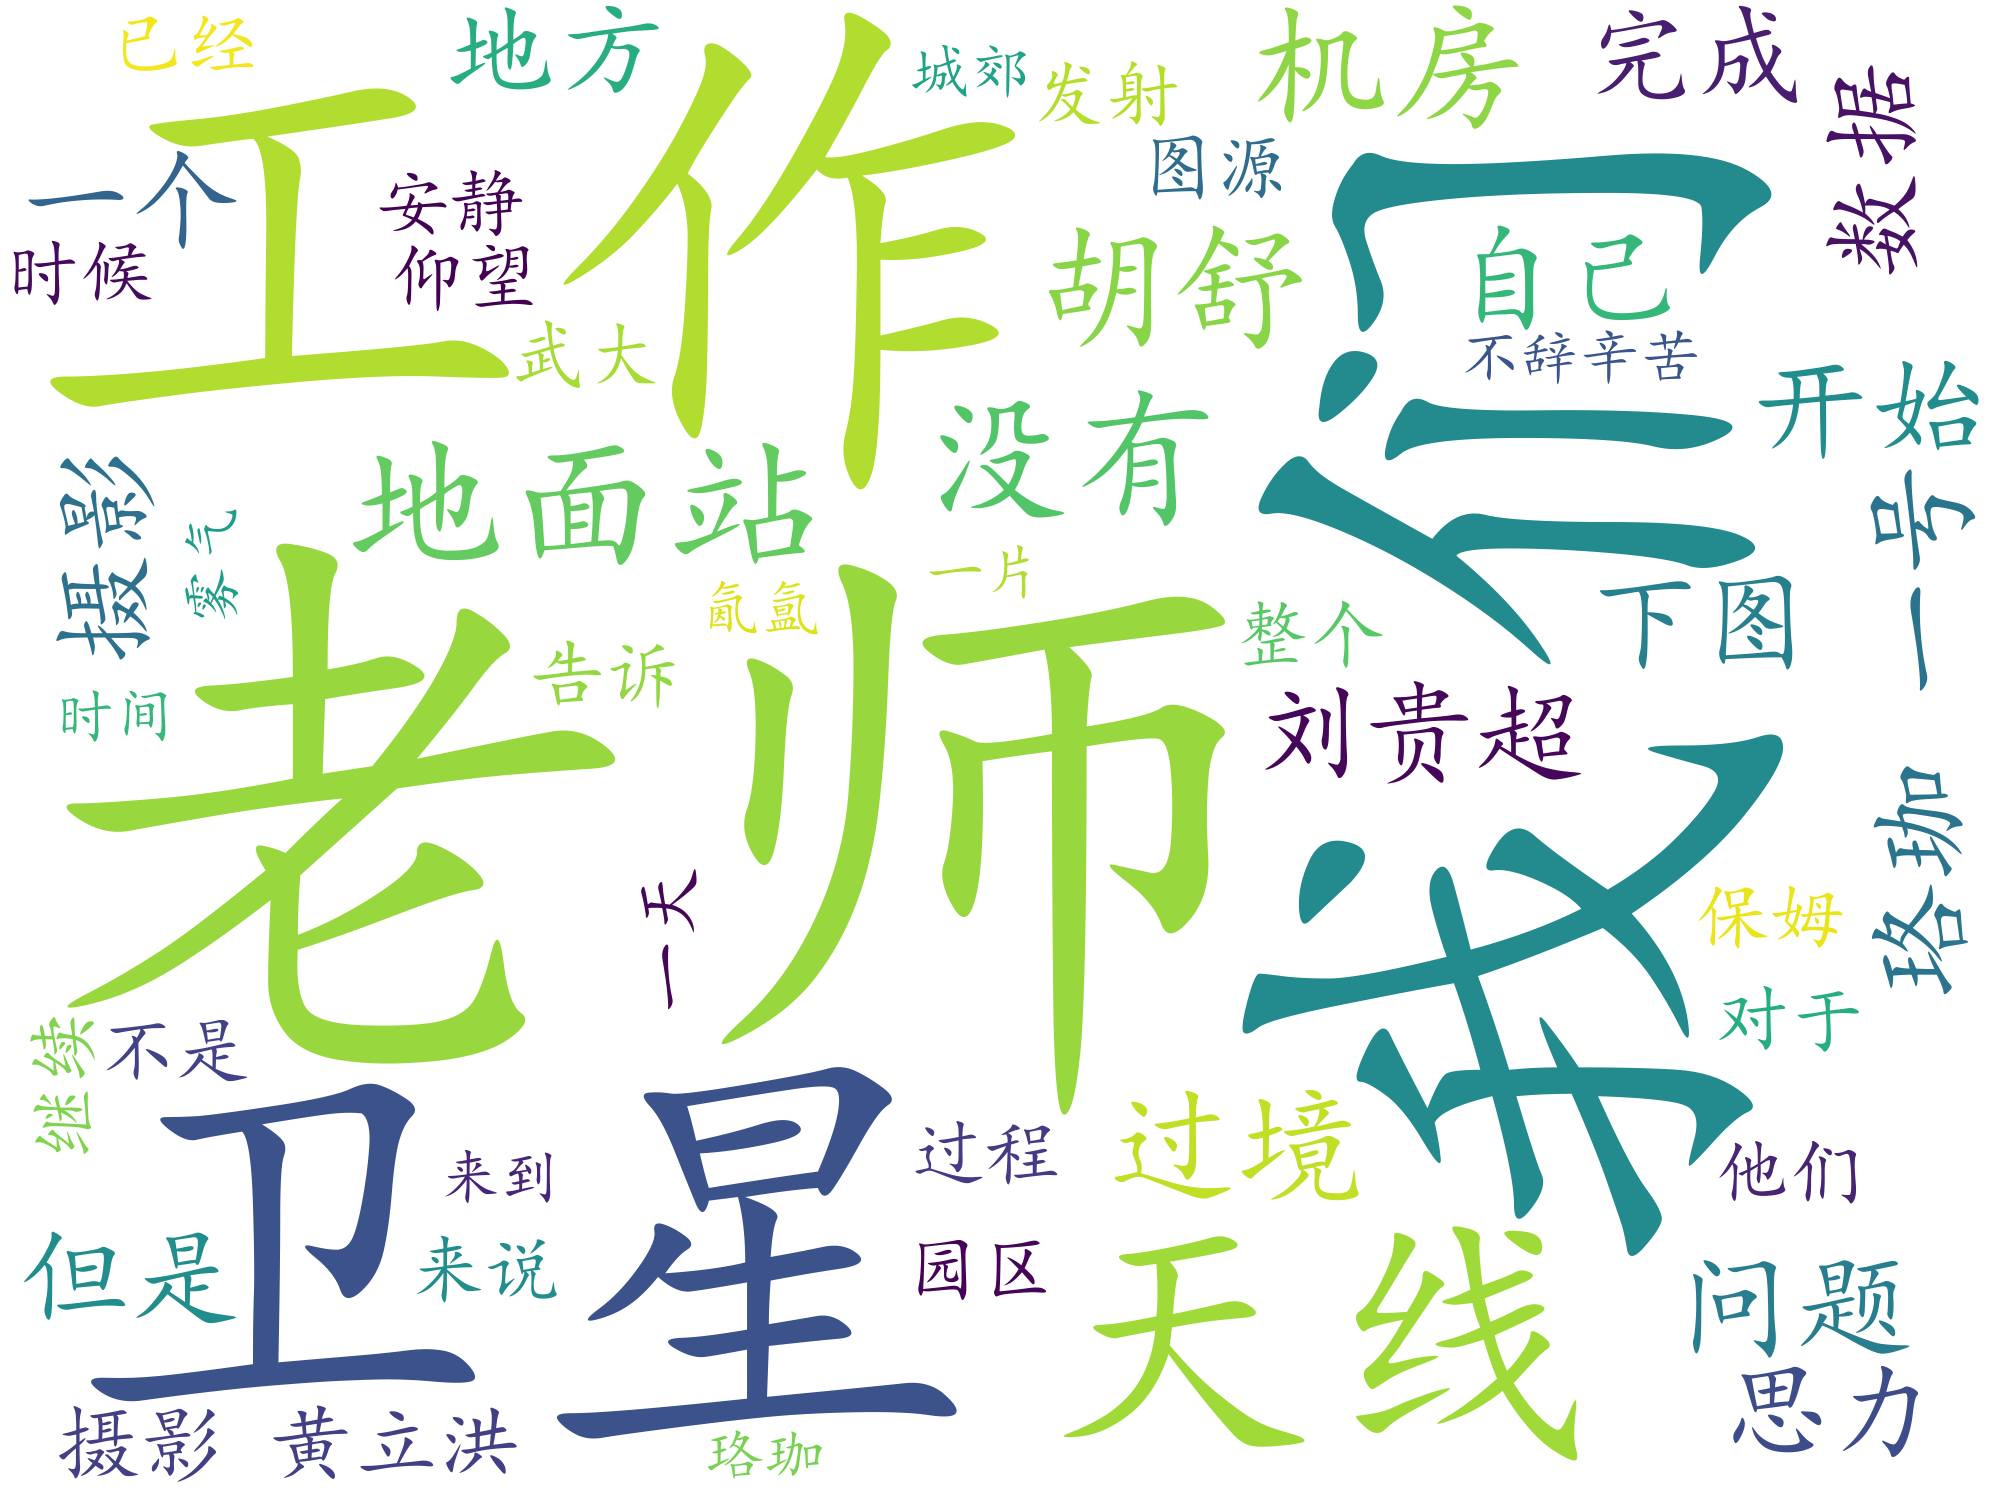 已经
地方
城郊
发射
机房
完成
数据
工作
一个
安静
图源
时候
仰望
胡舒
自己
武大
不辞辛苦
我们
没有
开始
地面站
摄影
雾气
一号
一片
氤氲
下图
整个
告诉
老师
时间
刘贵超
珞珈
一天
保姆
对于
继续
不是
卫星
过境
过程
来到
他们
但是
来说
园区
天线
问题
思力
摄影 黄立洪
珞珈